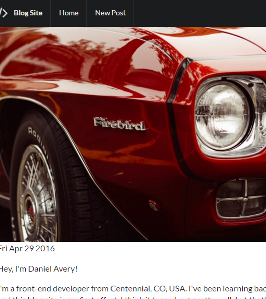 Blog Site Home New Post
Firebird
Fri Apr 29 2016
Hey, I'm Daniel Avery!
I'm a front-end developer from Centennial, CO, USA. I've been learning bac